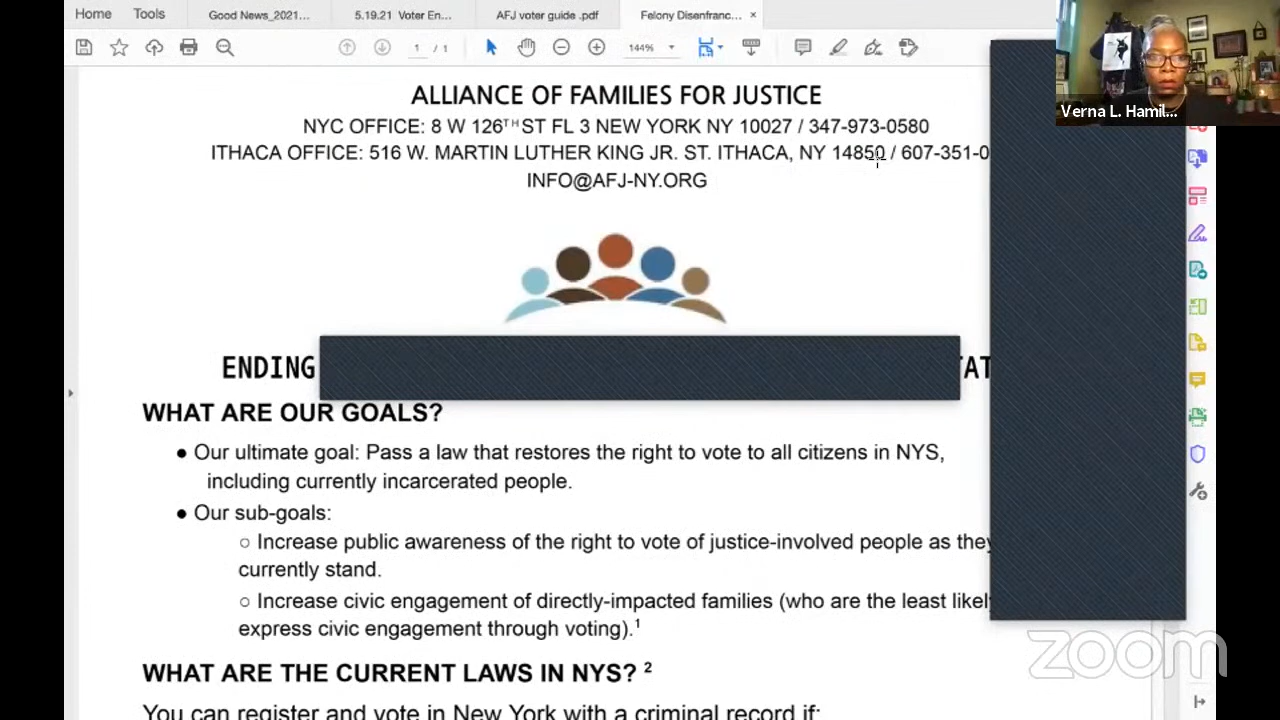 Home Tools Good News_2021... 5.19.21 Voter En... AFJ voter guide .pdf Felony Disenfranc... ×
1 / 1 144%
Verna L. Hamil...
ALLIANCE OF FAMILIES FOR JUSTICE
NYC OFFICE: 8 W 126TH ST FL 3 NEW YORK NY 10027 / 347-973-0580
ITHACA OFFICE: 516 W. MARTIN LUTHER KING JR. ST. ITHACA, NY 14850 / 607-351-0
INFO@AFJ-NY.ORG
ENDING
WHAT ARE OUR GOALS?
● Our ultimate goal: Pass a law that restores the right to vote to all citizens in NYS,
including currently incarcerated people.
● Our sub-goals:
○ Increase public awareness of the right to vote of justice-involved people as they
currently stand.
○ Increase civic engagement of directly-impacted families (who are the least likel
express civic engagement through voting).1
WHAT ARE THE CURRENT LAWS IN NYS? 2
You can register and vote in New York with a criminal record if:
zoom